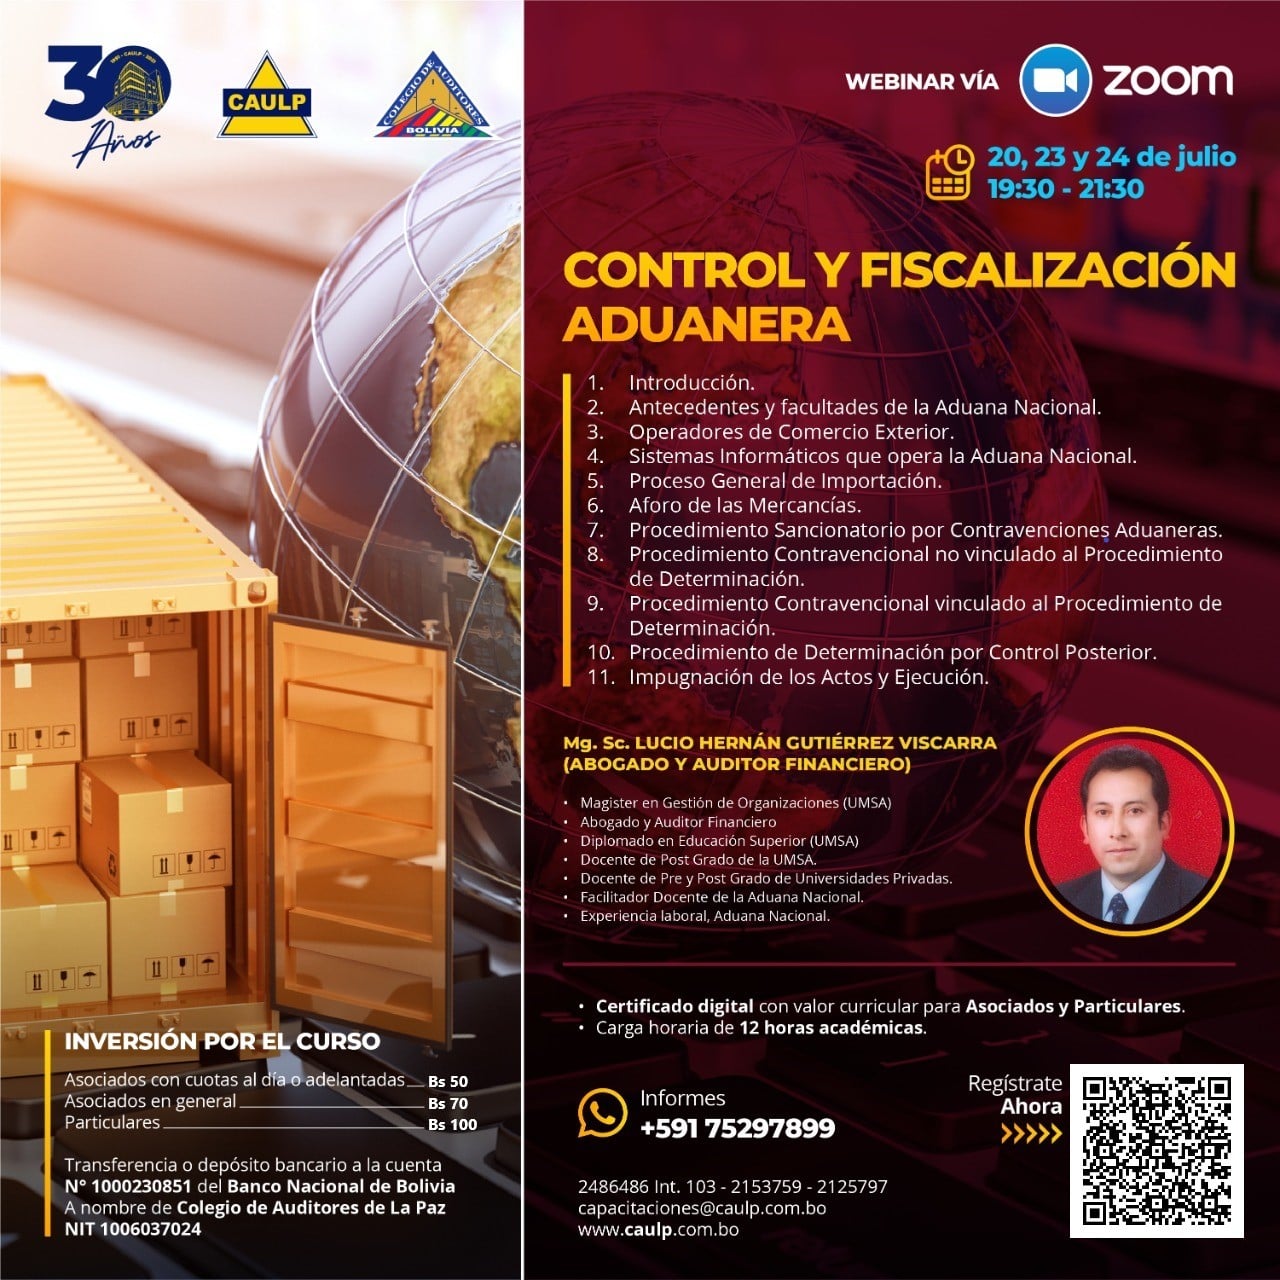 30
Años
CAULP
COLEGIO DE AUDITORES
BOLIVIA
WEBINAR VÍA zoom
20, 23 y 24 de julio
19:30 - 21:30
CONTROL Y FISCALIZACIÓN
ADUANERA
1. Introducción.
2. Antecedentes y facultades de la Aduana Nacional.
3. Operadores de Comercio Exterior.
4. Sistemas Informáticos que opera la Aduana Nacional.
5. Proceso General de Importación.
6. Aforo de las Mercancías.
7. Procedimiento Sancionatorio por Contravenciones Aduaneras.
8. Procedimiento Contravencional no vinculado al Procedimiento
de Determinación.
9. Procedimiento Contravencional vinculado al Procedimiento de
Determinación.
10. Procedimiento de Determinación por Control Posterior.
11. Impugnación de los Actos y Ejecución.
Mg. Sc. LUCIO HERNÁN GUTIÉRREZ VISCARRA
(ABOGADO Y AUDITOR FINANCIERO)
• Magister en Gestión de Organizaciones (UMSA)
• Abogado y Auditor Financiero
• Diplomado en Educación Superior (UMSA)
• Docente de Post Grado de la UMSA.
• Docente de Pre y Post Grado de Universidades Privadas.
• Facilitador Docente de la Aduana Nacional.
• Experiencia laboral, Aduana Nacional.
• Certificado digital con valor curricular para Asociados y Particulares.
• Carga horaria de 12 horas académicas.
INVERSIÓN POR EL CURSO
Asociados con cuotas al día o adelantadas Bs 50
Asociados en general Bs 70
Particulares Bs 100
Transferencia o depósito bancario a la cuenta
N° 1000230851 del Banco Nacional de Bolivia
A nombre de Colegio de Auditores de La Paz
NIT 1006037024
Informes
+591 75297899
Regístrate
Ahora
2486486 Int. 103 - 2153759 - 2125797
capacitaciones@caulp.com.bo
www.caulp.com.bo